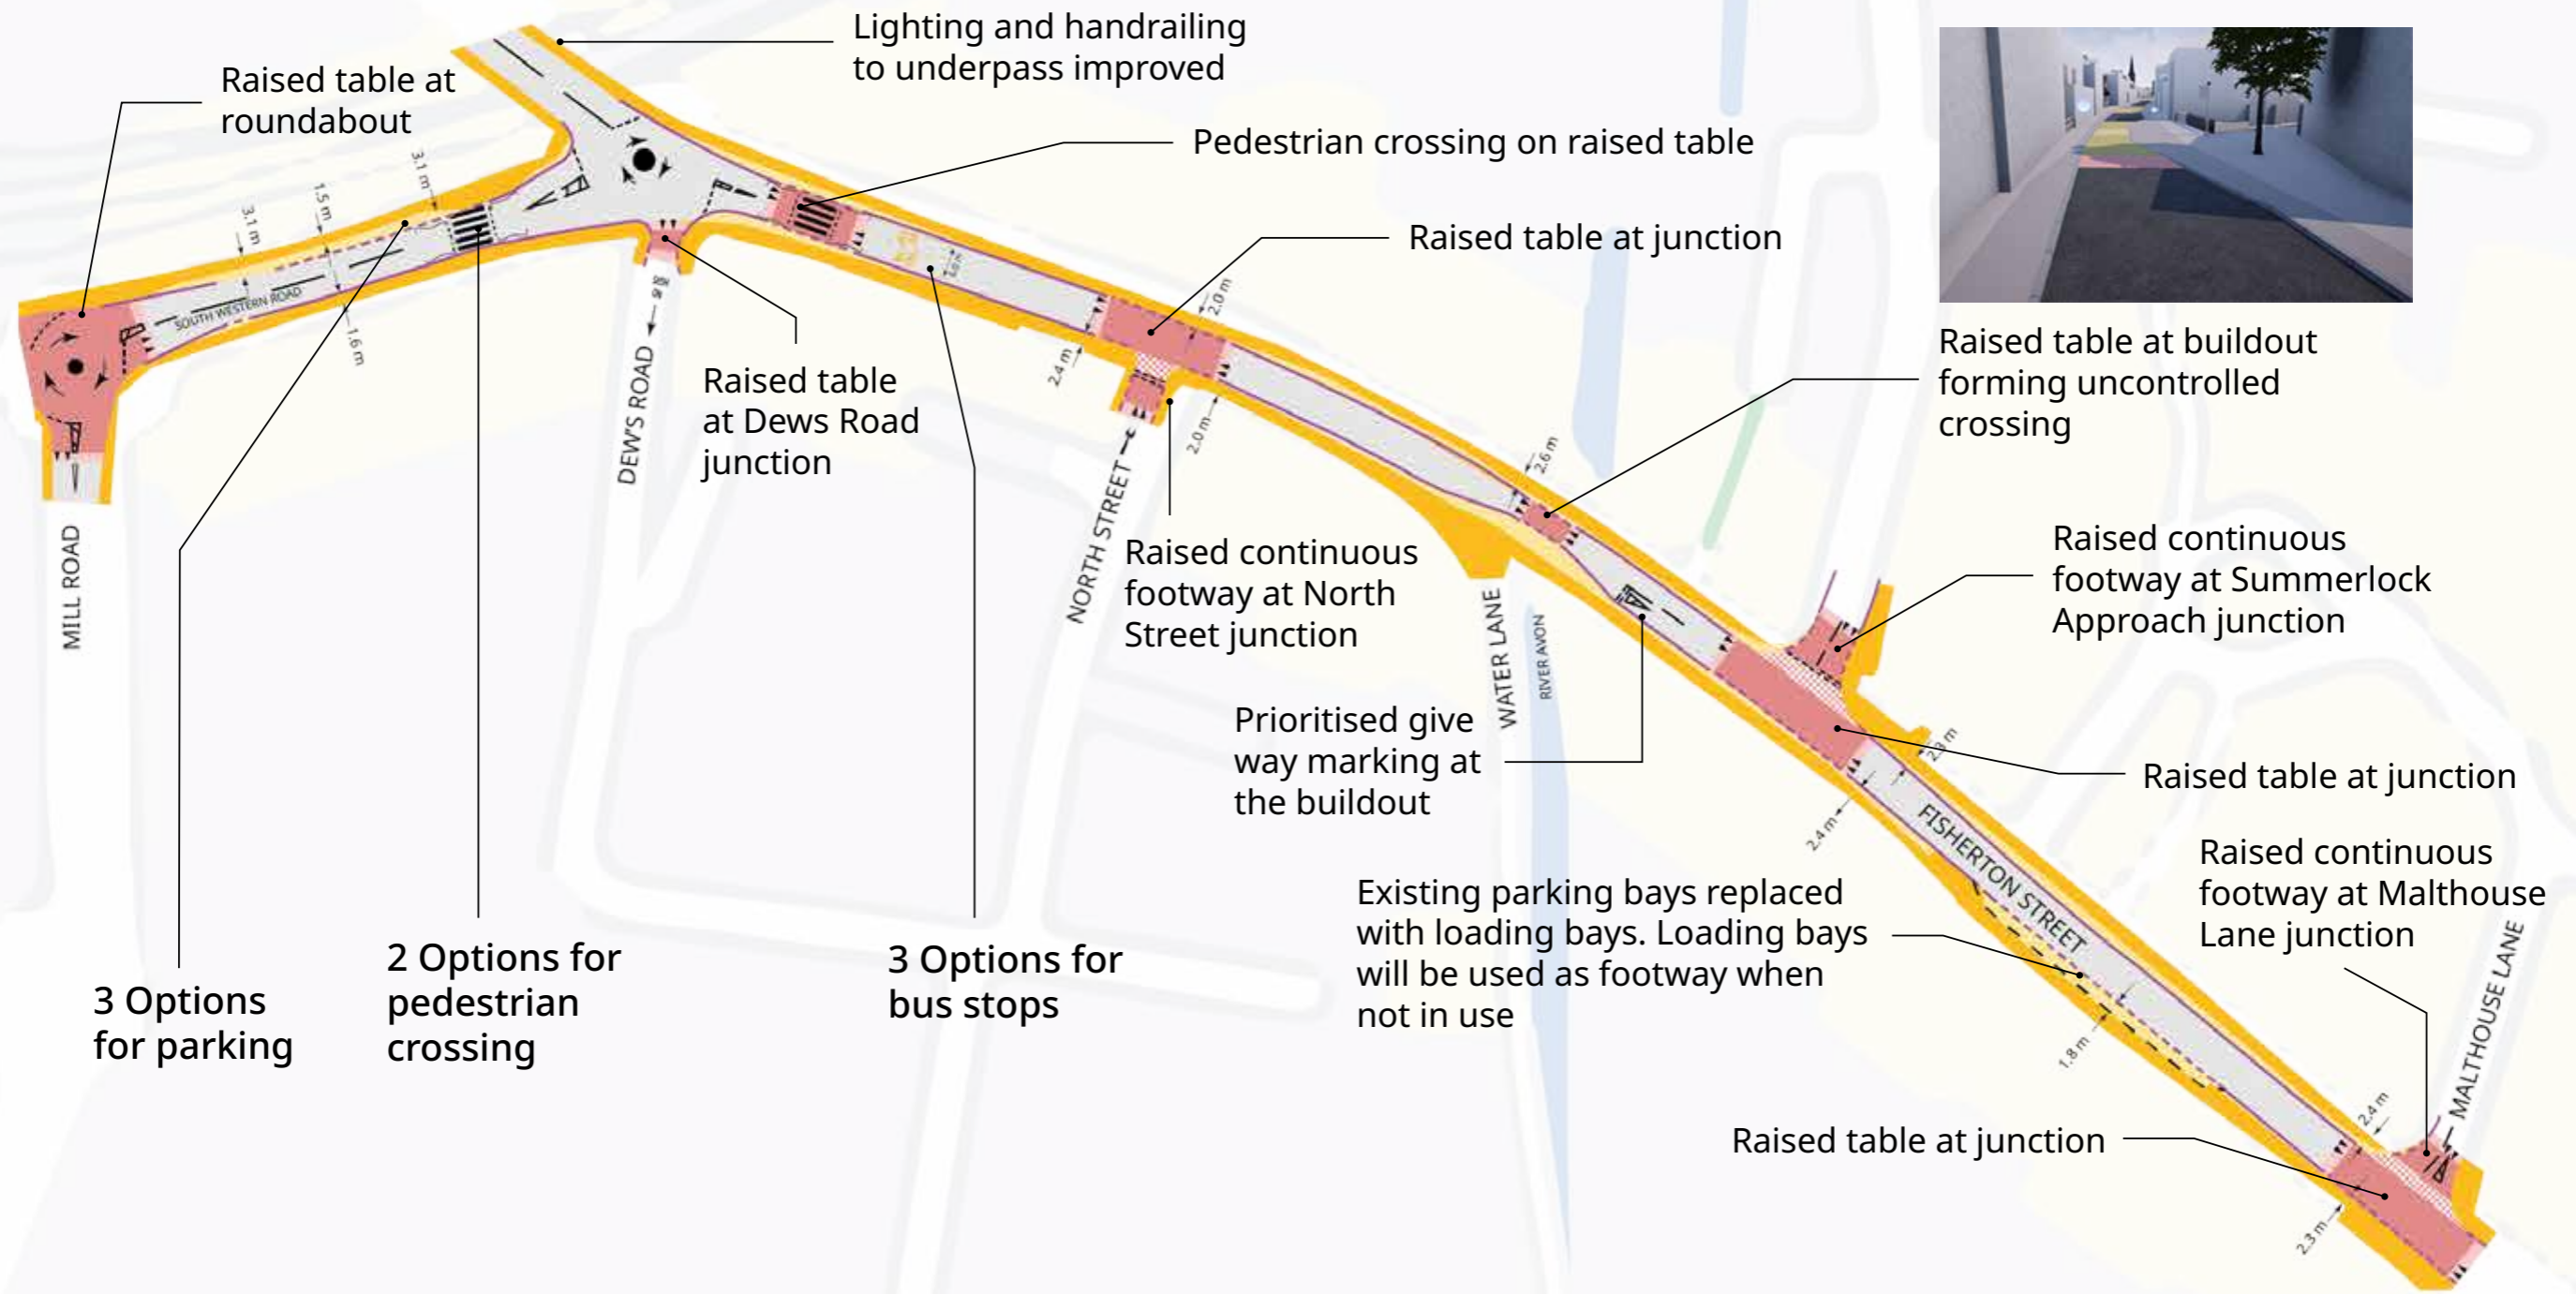 Lighting and handrailing
to underpass improved
Raised table at
roundabout
Pedestrian crossing on raised table
Raised table at junction
Raised table at buildout
forming uncontrolled
crossing
3.1 m
1.5 m
3.1 m
SOUTH WESTERN ROAD
1.6 m
2.0 m
2.4 m
2.0 m
Raised table
at Dews Road
junction
DEW'S ROAD
MILL ROAD
NORTH STREET
2.6 m
Raised continuous
footway at North
Street junction
Raised continuous
footway at Summerlock
Approach junction
WATER LANE
RIVER AVON
Prioritised give
way marking at
the buildout
2.3 m
Raised table at junction
2.4 m
FISHERTON STREET
Raised continuous
footway at Malthouse
Lane junction
Existing parking bays replaced
with loading bays. Loading bays
will be used as footway when
not in use
MALTHOUSE LANE
1.8 m
3 Options
for parking
2 Options for
pedestrian
crossing
3 Options for
bus stops
2.4 m
Raised table at junction
2.3 m